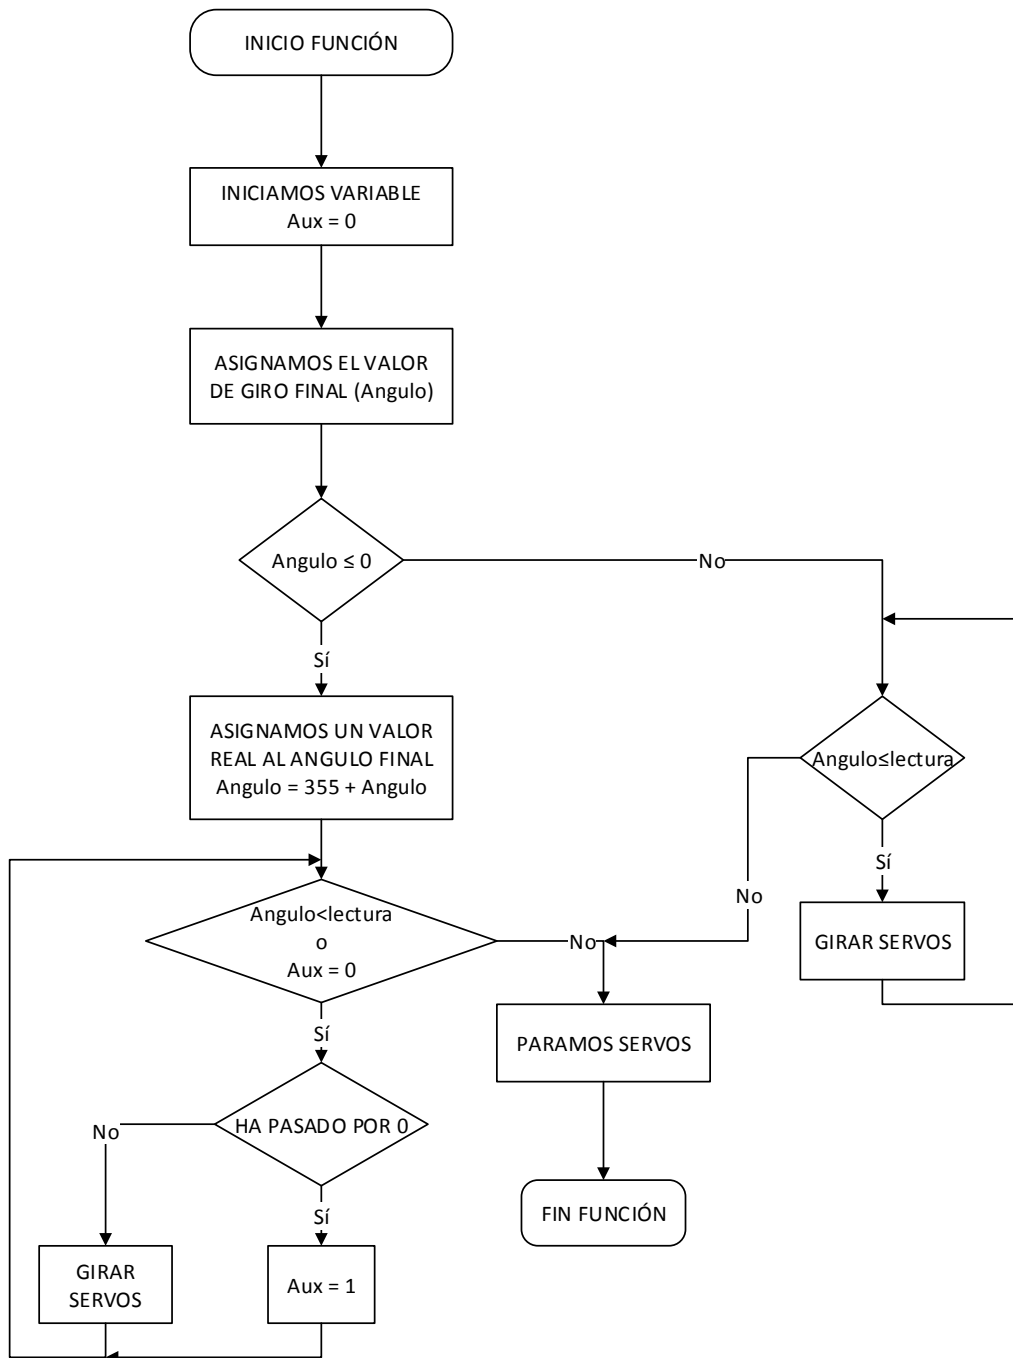 INICIO FUNCIÓN
INICIAMOS VARIABLE
Aux = 0
ASIGNAMOS EL VALOR
DE GIRO FINAL (Angulo)
Angulo ≤ 0
No
Sí
ASIGNAMOS UN VALOR
REAL AL ANGULO FINAL
Angulo = 355 + Angulo
Angulo≤lectura
Sí
No
GIRAR SERVOS
Angulo<lectura
o
Aux = 0
No
Sí
PARAMOS SERVOS
HA PASADO POR 0
No
Sí
FIN FUNCIÓN
GIRAR
SERVOS
Aux = 1